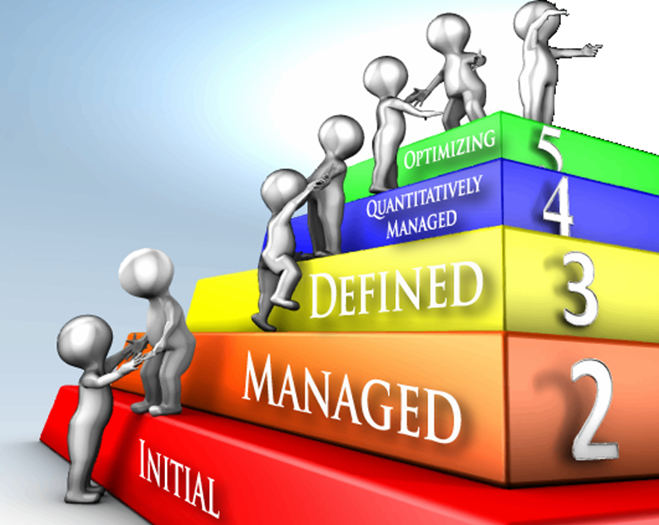 OPTIMIZING 5
QUANTITATIVELY
MANAGED 4
DEFINED 3
MANAGED 2
INITIAL